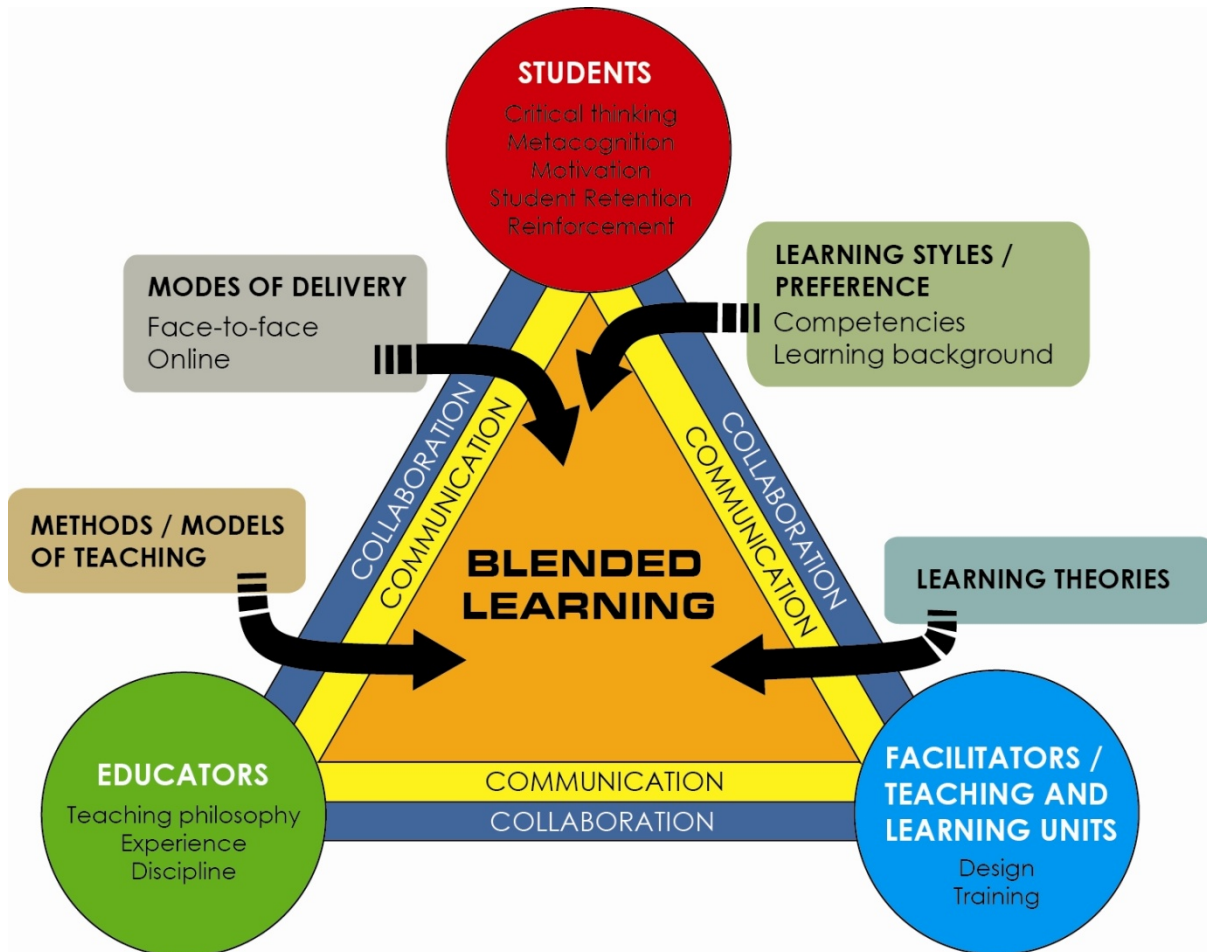 STUDENTS
Critical thinking
Metacognition
Motivation
Student Retention
Reinforcement
MODES OF DELIVERY
Face-to-face
Online
LEARNING STYLES /
PREFERENCE
Competencies
Learning background
COLLABORATION
COMMUNICATION
COMMUNICATION
COLLABORATION
METHODS / MODELS
OF TEACHING
BLENDED
LEARNING
LEARNING THEORIES
EDUCATORS
Teaching philosophy
Experience
Discipline
COMMUNICATION
COLLABORATION
FACILITATORS /
TEACHING AND
LEARNING UNITS
Design
Training